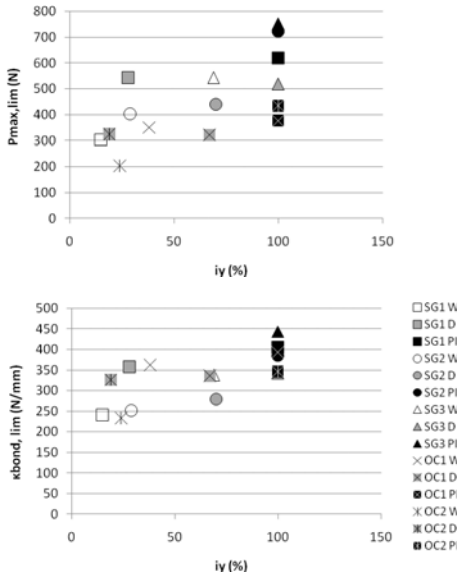 800
700
600
500
400
300
200
100
0
Pmax,lim (N)
0 50 100 150
iy (%)
500
450
400
350
300
250
200
150
100
50
0
κbond, lim (N/mm)
0 50 100 150
iy (%)
SG1 W
SG1 D
SG1 Pl
SG2 W
SG2 D
SG2 Pl
SG3 W
SG3 D
SG3 Pl
OC1 W
OC1 D
OC1 Pl
OC2 W
OC2 D
OC2 Pl